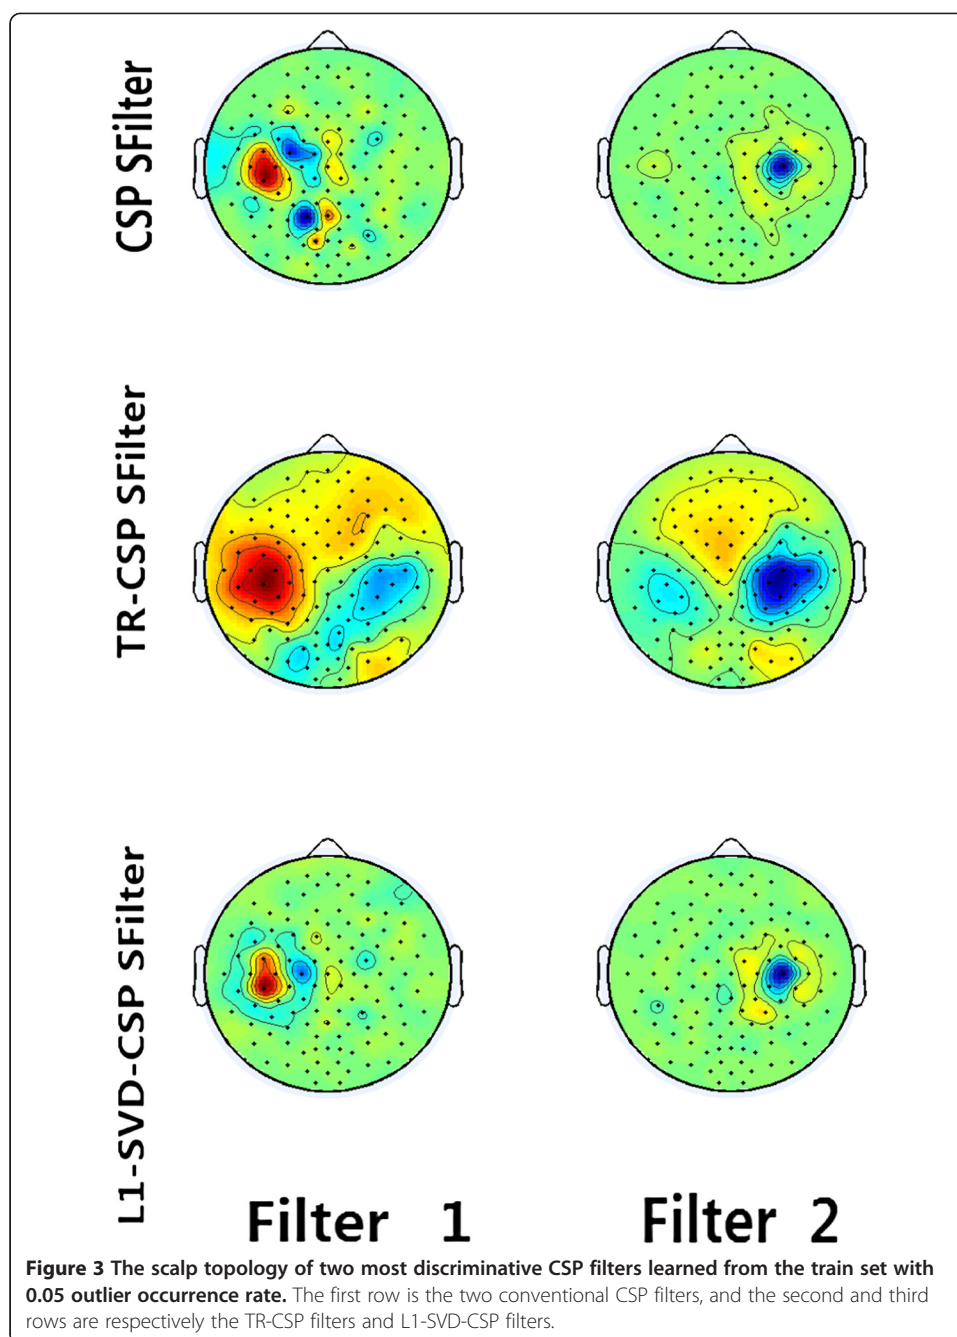 CSP SFilter
TR-CSP SFilter
L1-SVD-CSP SFilter
Filter 1
Filter 2
Figure 3 The scalp topology of two most discriminative CSP filters learned from the train set with
0.05 outlier occurrence rate. The first row is the two conventional CSP filters, and the second and third
rows are respectively the TR-CSP filters and L1-SVD-CSP filters.